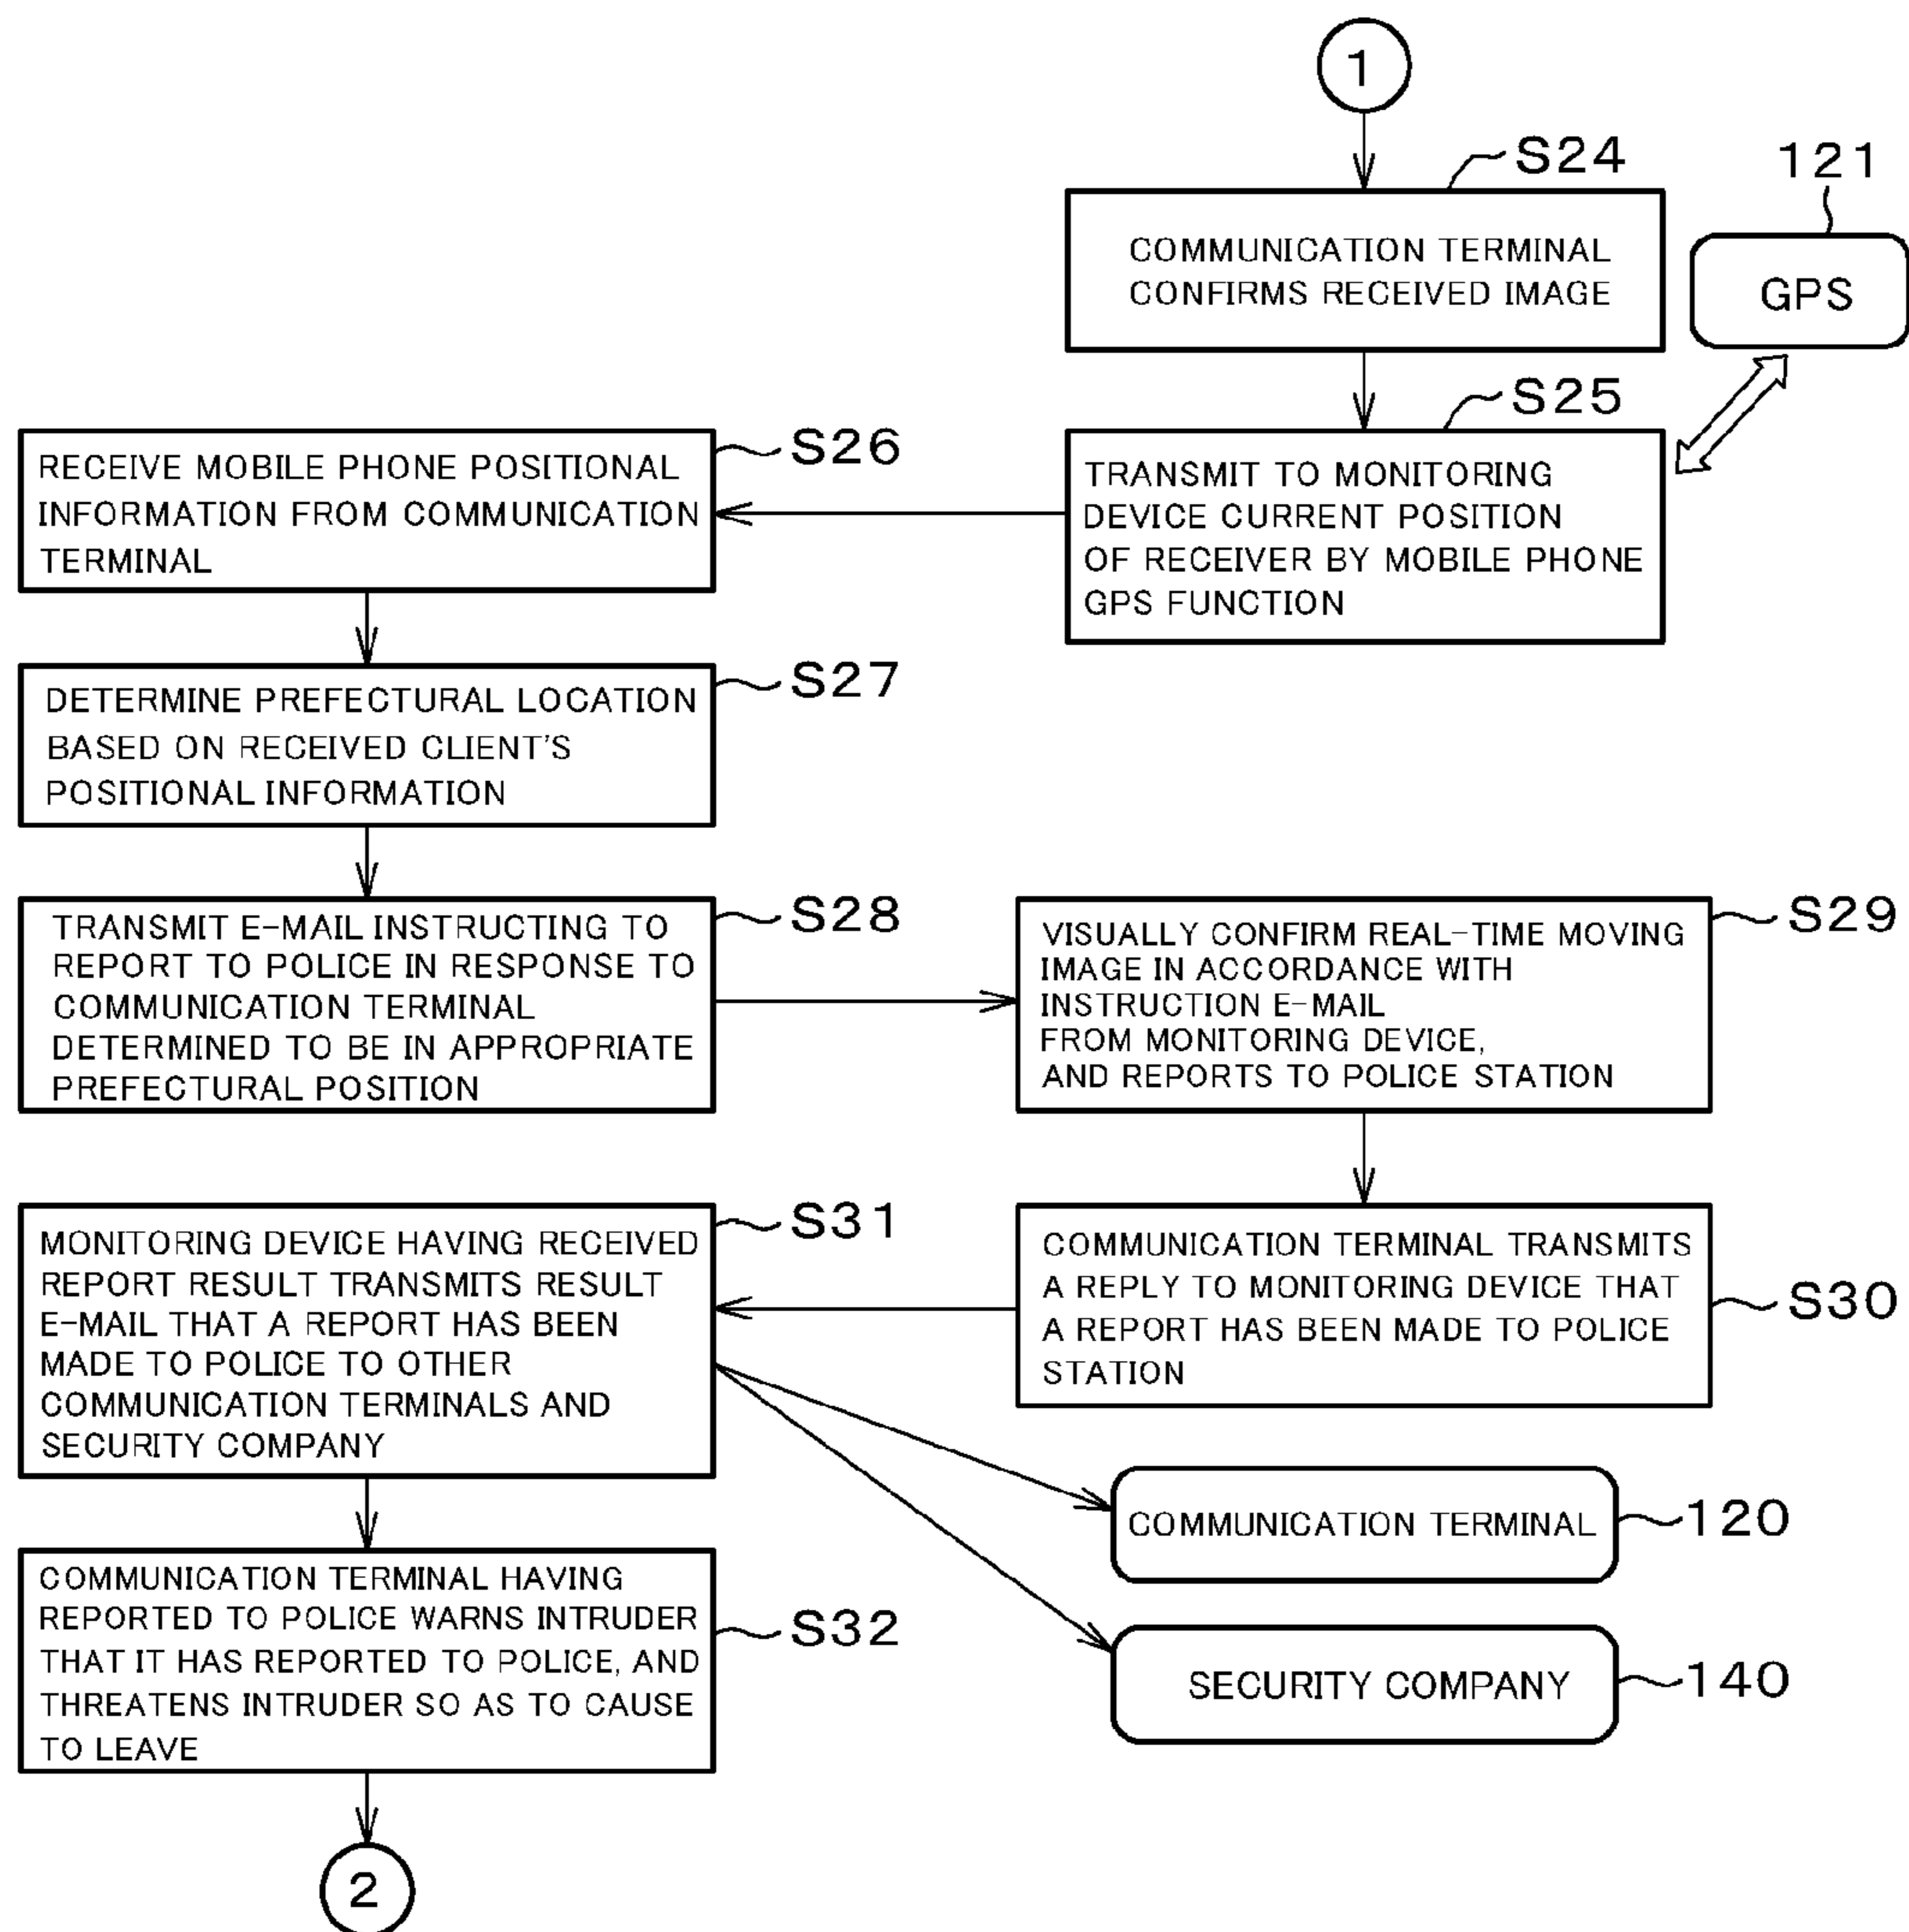 1
S24
121
COMMUNICATION TERMINAL
CONFIRMS RECEIVED IMAGE
GPS
S25
TRANSMIT TO MONITORING
DEVICE CURRENT POSITION
OF RECEIVER BY MOBILE PHONE
GPS FUNCTION
S26
RECEIVE MOBILE PHONE POSITIONAL
INFORMATION FROM COMMUNICATION
TERMINAL
S27
DETERMINE PREFECTURAL LOCATION
BASED ON RECEIVED CLIENT'S
POSITIONAL INFORMATION
S28
TRANSMIT E-MAIL INSTRUCTING TO
REPORT TO POLICE IN RESPONSE TO
COMMUNICATION TERMINAL
DETERMINED TO BE IN APPROPRIATE
PREFECTURAL POSITION
S29
VISUALLY CONFIRM REAL-TIME MOVING
IMAGE IN ACCORDANCE WITH
INSTRUCTION E-MAIL
FROM MONITORING DEVICE,
AND REPORTS TO POLICE STATION
COMMUNICATION TERMINAL TRANSMITS
A REPLY TO MONITORING DEVICE THAT
A REPORT HAS BEEN MADE TO POLICE
STATION
S30
S31
MONITORING DEVICE HAVING RECEIVED
REPORT RESULT TRANSMITS RESULT
E-MAIL THAT A REPORT HAS BEEN
MADE TO POLICE TO OTHER
COMMUNICATION TERMINALS AND
SECURITY COMPANY
COMMUNICATION TERMINAL
120
SECURITY COMPANY
140
COMMUNICATION TERMINAL HAVING
REPORTED TO POLICE WARNS INTRUDER
THAT IT HAS REPORTED TO POLICE, AND
THREATENS INTRUDER SO AS TO CAUSE
TO LEAVE
S32
2